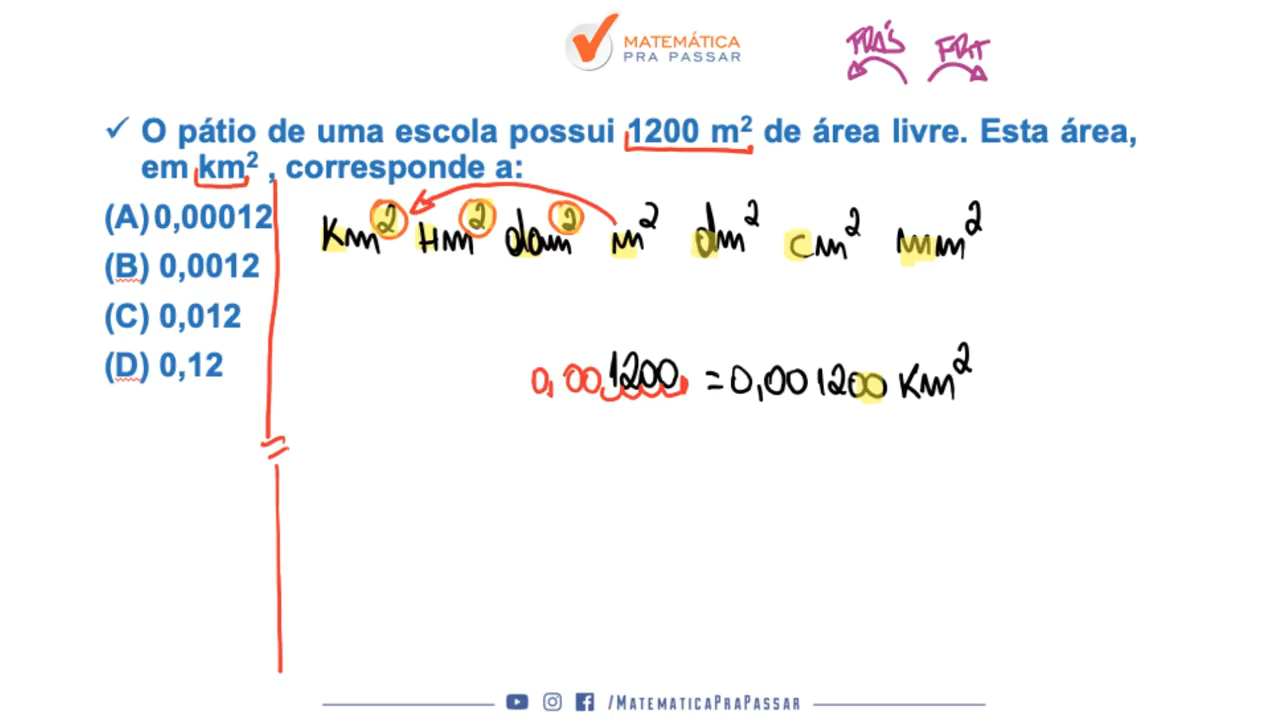 MATEMÁTICA
PRA PASSAR
PRA'S FRT
✓ O pátio de uma escola possui 1200 m² de área livre. Esta área,
em km² , corresponde a:
(A) 0,00012
(B) 0,0012
(C) 0,012
(D) 0,12
Km² Hm² dam² m² dm² cm² mm²
0,001200, = 0,001200 Km²
/MATEMATICAPRAPASSAR